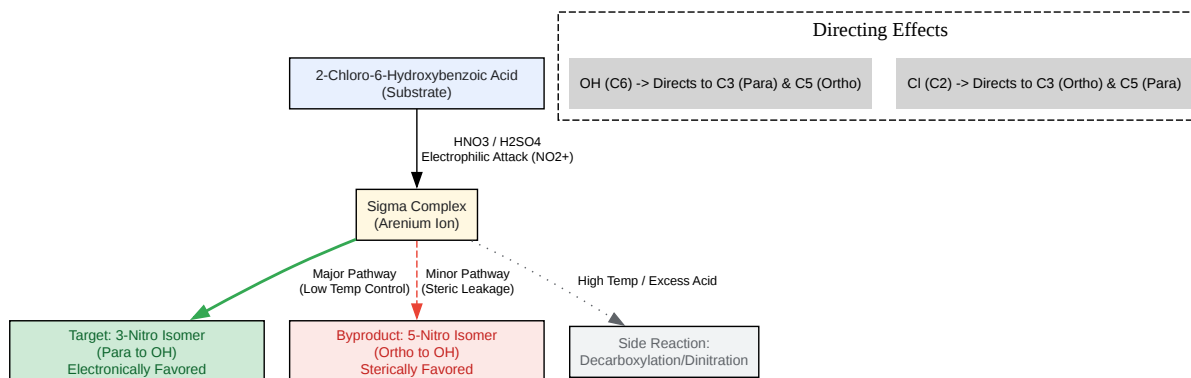 Directing Effects
2-Chloro-6-Hydroxybenzoic Acid
(Substrate)
OH (C6) -> Directs to C3 (Para) & C5 (Ortho)
Cl (C2) -> Directs to C3 (Ortho) & C5 (Para)
HNO3 / H2SO4
Electrophilic Attack (NO2+)
Sigma Complex
(Arenium Ion)
Major Pathway
(Low Temp Control)
Minor Pathway
(Steric Leakage)
High Temp / Excess Acid
Target: 3-Nitro Isomer
(Para to OH)
Electronically Favored
Byproduct: 5-Nitro Isomer
(Ortho to OH)
Sterically Favored
Side Reaction:
Decarboxylation/Dinitration